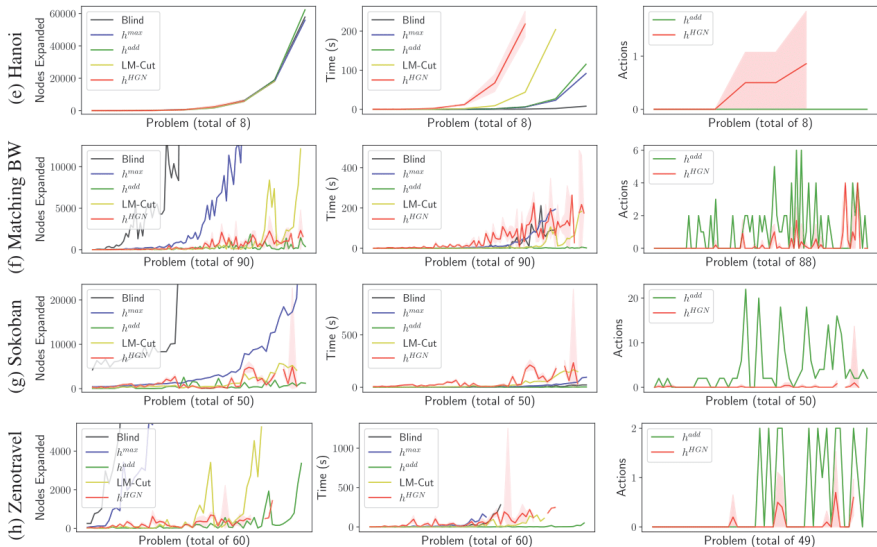 (e) Hanoi
Nodes Expanded
60000
40000
20000
0
Blind
h^max
h^add
LM-Cut
h^HGN
Problem (total of 8)
Time (s)
200
100
0
Blind
h^max
h^add
LM-Cut
h^HGN
Problem (total of 8)
Actions
1
0
h^add
h^HGN
Problem (total of 8)
(f) Matching BW
Nodes Expanded
10000
5000
0
Blind
h^max
h^add
LM-Cut
h^HGN
Problem (total of 90)
Time (s)
400
200
0
Blind
h^max
h^add
LM-Cut
h^HGN
Problem (total of 90)
Actions
6
4
2
0
h^add
h^HGN
Problem (total of 88)
(g) Sokoban
Nodes Expanded
20000
10000
0
Blind
h^max
h^add
LM-Cut
h^HGN
Problem (total of 50)
Time (s)
500
0
Blind
h^max
h^add
LM-Cut
h^HGN
Problem (total of 50)
Actions
20
10
0
h^add
h^HGN
Problem (total of 50)
(h) Zenotravel
Nodes Expanded
4000
2000
0
Blind
h^max
h^add
LM-Cut
h^HGN
Problem (total of 60)
Time (s)
1000
500
250
0
Blind
h^max
h^add
LM-Cut
h^HGN
Problem (total of 60)
Actions
2
1
0
h^add
h^HGN
Problem (total of 49)